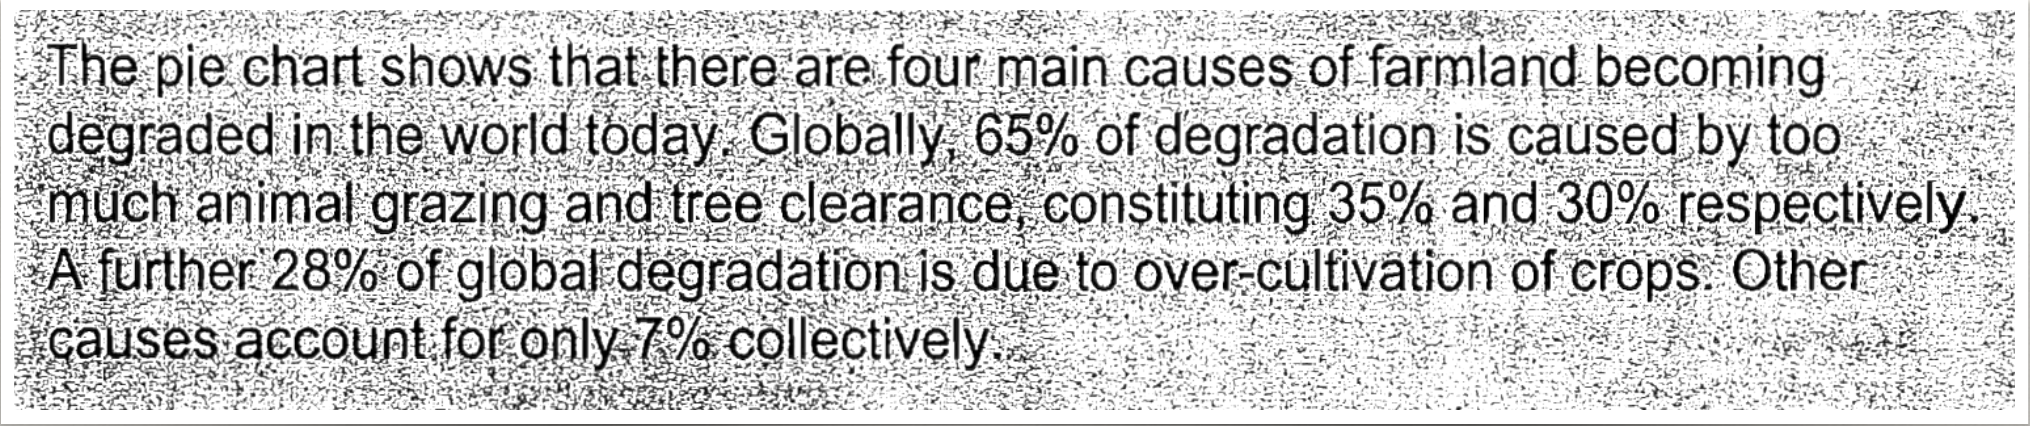 The pie chart shows that there are four main causes of farmland becoming
degraded in the world today. Globally, 65% of degradation is caused by too
much animal grazing and tree clearance, constituting 35% and 30% respectively.
A further 28% of global degradation is due to over-cultivation of crops. Other
causes account for only 7% collectively.